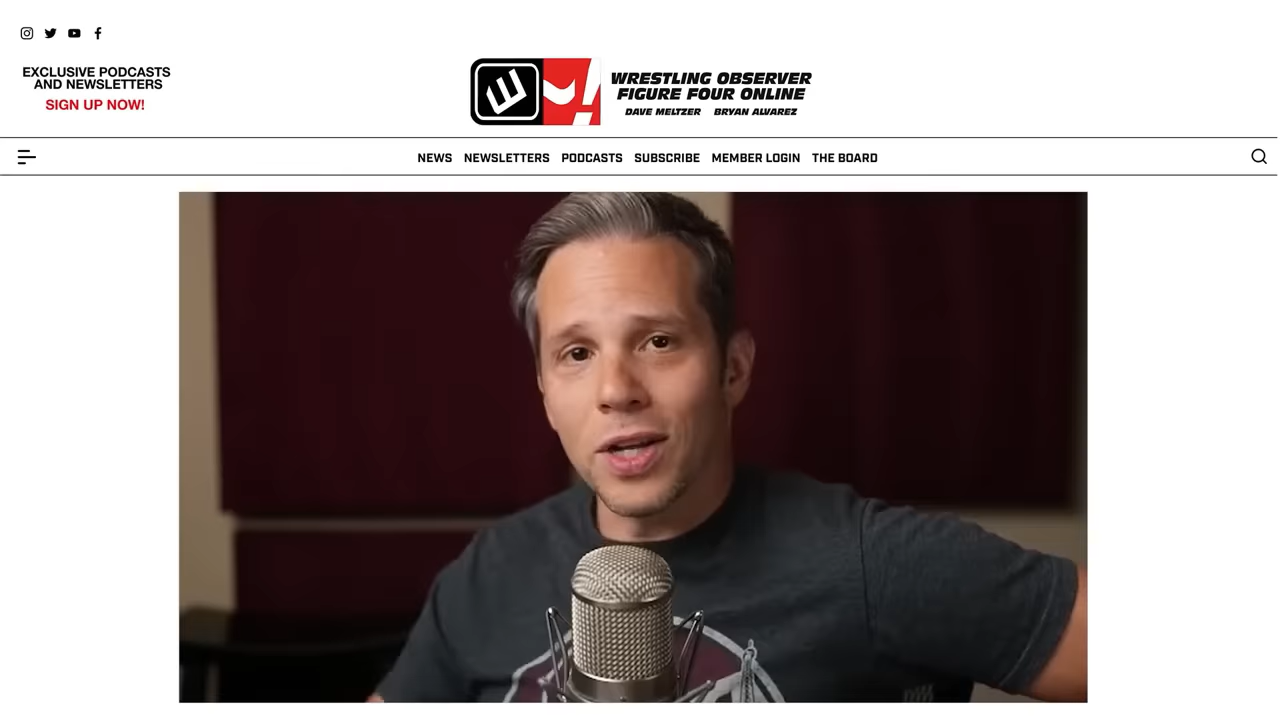 EXCLUSIVE PODCASTS
AND NEWSLETTERS
SIGN UP NOW!
WRESTLING OBSERVER
FIGURE FOUR ONLINE
DAVE MELTZER BRYAN ALVAREZ
NEWS NEWSLETTERS PODCASTS SUBSCRIBE MEMBER LOGIN THE BOARD